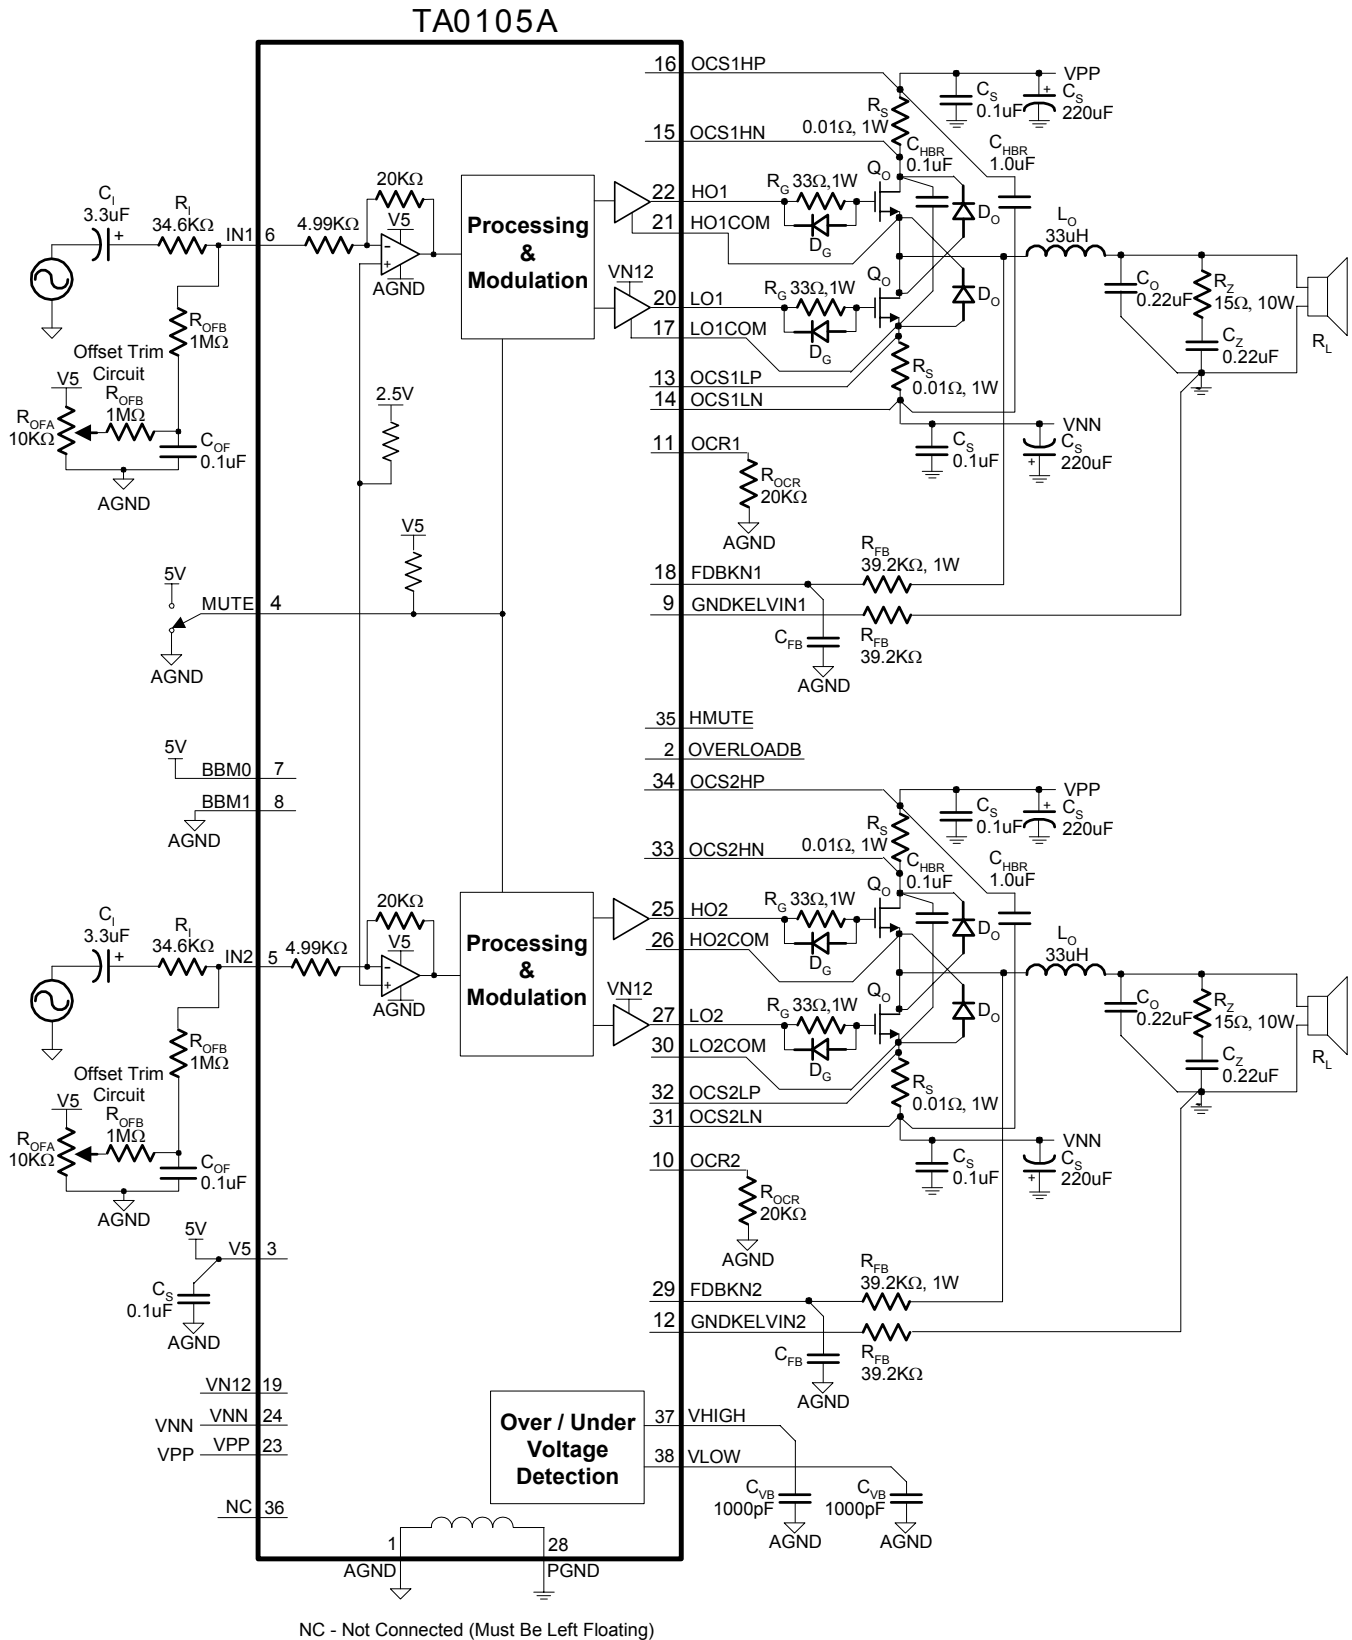 TA0105A
16 OCS1HP
VPP
C_S
0.1uF
C_S
220uF
+
R_S
0.01Ω, 1W
15 OCS1HN
C_HBR
0.1uF
C_HBR
1.0uF
Q_O
20KΩ
C_I
3.3uF
+
R_I
34.6KΩ
IN1 6
4.99KΩ
V5
-
+
AGND
Processing
&
Modulation
22 HO1
21 HO1COM
R_G 33Ω,1W
D_G
D_O
L_O
33uH
VN12
20 LO1
17 LO1COM
R_G 33Ω,1W
D_G
Q_O
D_O
C_O
0.22uF
R_Z
15Ω, 10W
C_Z
0.22uF
R_L
R_OFB
1MΩ
Offset Trim
Circuit
V5
R_OFB
1MΩ
R_OFA
10KΩ
C_OF
0.1uF
AGND
2.5V
13 OCS1LP
14 OCS1LN
R_S
0.01Ω, 1W
VNN
C_S
0.1uF
C_S
220uF
+
11 OCR1
R_OCR
20KΩ
AGND
V5
18 FDBKN1
R_FB
39.2KΩ, 1W
9 GNDKELVIN1
R_FB
39.2KΩ
C_FB
AGND
5V
MUTE 4
AGND
35 HMUTE
2 OVERLOADB
5V
BBM0 7
BBM1 8
AGND
34 OCS2HP
VPP
C_S
0.1uF
C_S
220uF
+
R_S
0.01Ω, 1W
33 OCS2HN
C_HBR
0.1uF
C_HBR
1.0uF
Q_O
20KΩ
C_I
3.3uF
+
R_I
34.6KΩ
IN2 5
4.99KΩ
V5
-
+
AGND
Processing
&
Modulation
25 HO2
26 HO2COM
R_G 33Ω,1W
D_G
D_O
L_O
33uH
VN12
27 LO2
30 LO2COM
R_G 33Ω,1W
D_G
Q_O
D_O
C_O
0.22uF
R_Z
15Ω, 10W
C_Z
0.22uF
R_L
R_OFB
1MΩ
Offset Trim
Circuit
V5
R_OFB
1MΩ
R_OFA
10KΩ
C_OF
0.1uF
AGND
32 OCS2LP
31 OCS2LN
R_S
0.01Ω, 1W
VNN
C_S
0.1uF
C_S
220uF
+
10 OCR2
R_OCR
20KΩ
AGND
5V
V5 3
C_S
0.1uF
AGND
29 FDBKN2
R_FB
39.2KΩ, 1W
12 GNDKELVIN2
R_FB
39.2KΩ
C_FB
AGND
VN12 19
VNN VNN 24
VPP VPP 23
NC 36
Over / Under
Voltage
Detection
37 VHIGH
38 VLOW
C_VB
1000pF
AGND
C_VB
1000pF
AGND
1
AGND
28
PGND
NC - Not Connected (Must Be Left Floating)